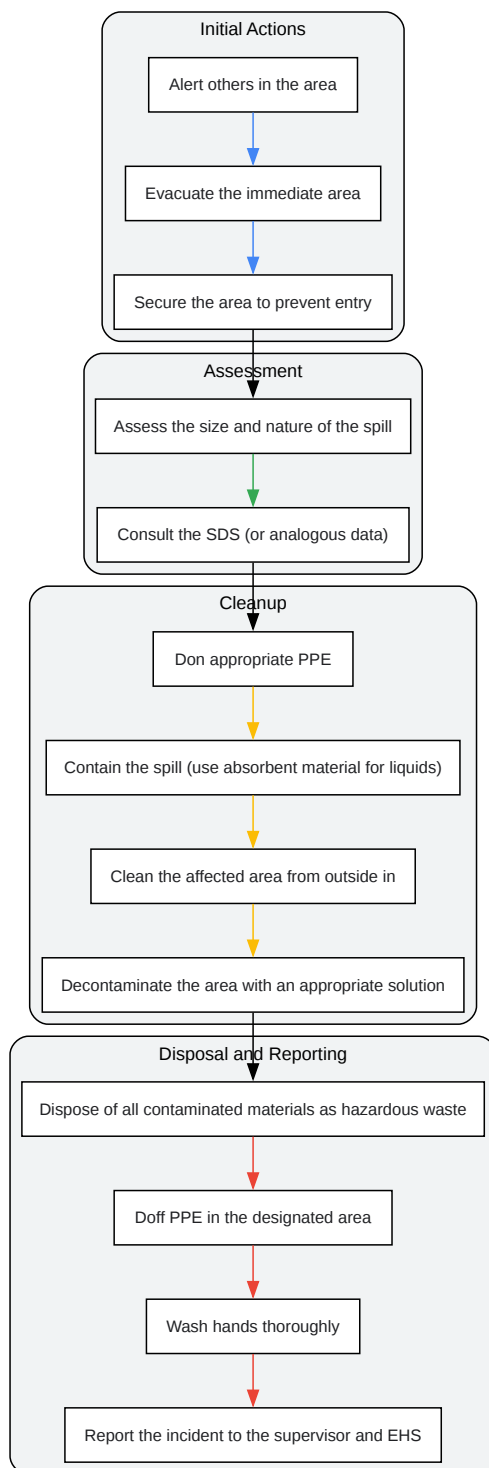 Initial Actions
Alert others in the area
Evacuate the immediate area
Secure the area to prevent entry
Assessment
Assess the size and nature of the spill
Consult the SDS (or analogous data)
Cleanup
Don appropriate PPE
Contain the spill (use absorbent material for liquids)
Clean the affected area from outside in
Decontaminate the area with an appropriate solution
Disposal and Reporting
Dispose of all contaminated materials as hazardous waste
Doff PPE in the designated area
Wash hands thoroughly
Report the incident to the supervisor and EHS